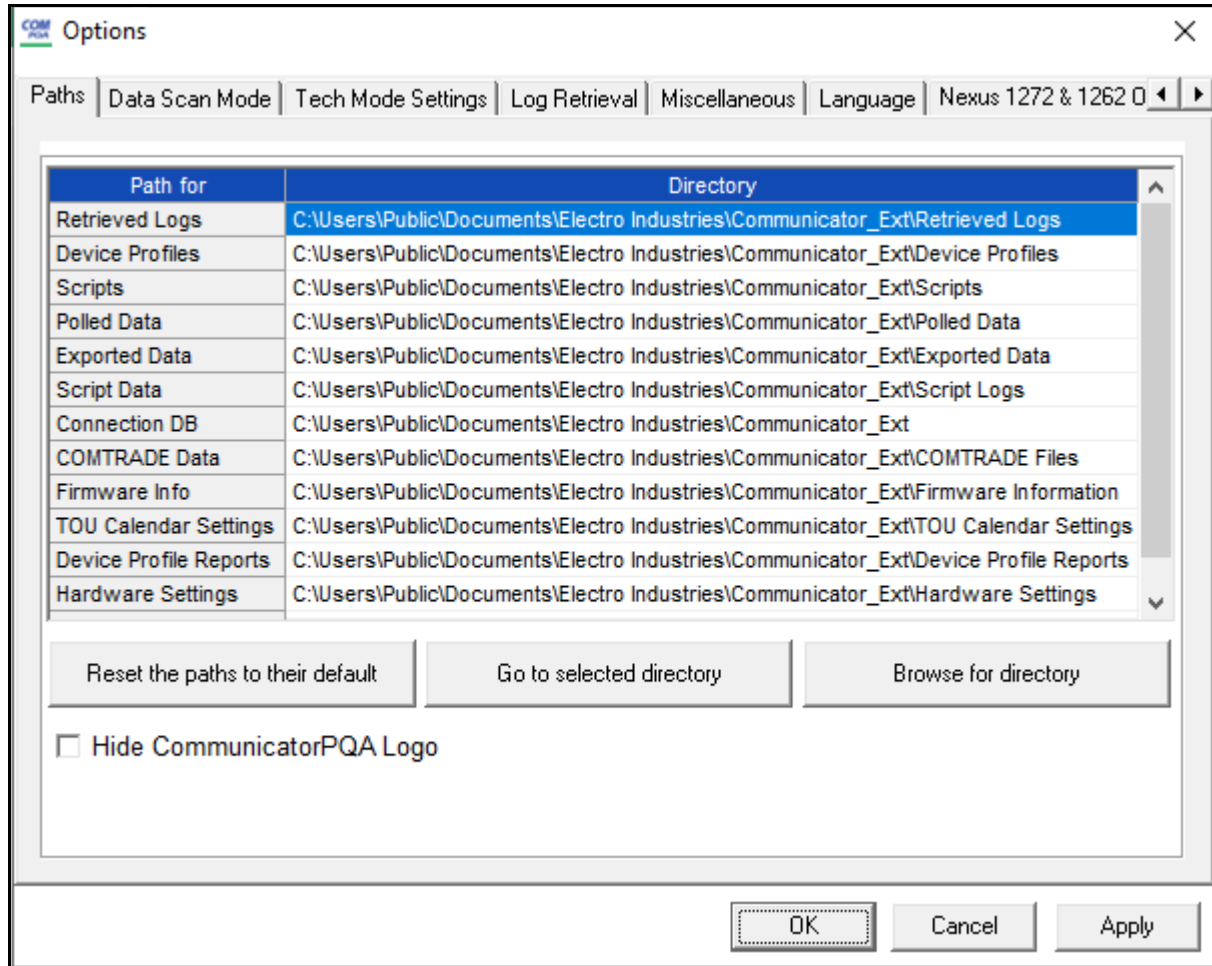 COM PQA Options
Paths Data Scan Mode Tech Mode Settings Log Retrieval Miscellaneous Language Nexus 1272 & 1262 O
Path for Directory
Retrieved Logs C:\Users\Public\Documents\Electro Industries\Communicator_Ext\Retrieved Logs
Device Profiles C:\Users\Public\Documents\Electro Industries\Communicator_Ext\Device Profiles
Scripts C:\Users\Public\Documents\Electro Industries\Communicator_Ext\Scripts
Polled Data C:\Users\Public\Documents\Electro Industries\Communicator_Ext\Polled Data
Exported Data C:\Users\Public\Documents\Electro Industries\Communicator_Ext\Exported Data
Script Data C:\Users\Public\Documents\Electro Industries\Communicator_Ext\Script Logs
Connection DB C:\Users\Public\Documents\Electro Industries\Communicator_Ext
COMTRADE Data C:\Users\Public\Documents\Electro Industries\Communicator_Ext\COMTRADE Files
Firmware Info C:\Users\Public\Documents\Electro Industries\Communicator_Ext\Firmware Information
TOU Calendar Settings C:\Users\Public\Documents\Electro Industries\Communicator_Ext\TOU Calendar Settings
Device Profile Reports C:\Users\Public\Documents\Electro Industries\Communicator_Ext\Device Profile Reports
Hardware Settings C:\Users\Public\Documents\Electro Industries\Communicator_Ext\Hardware Settings
Reset the paths to their default Go to selected directory Browse for directory
Hide CommunicatorPQA Logo
OK Cancel Apply